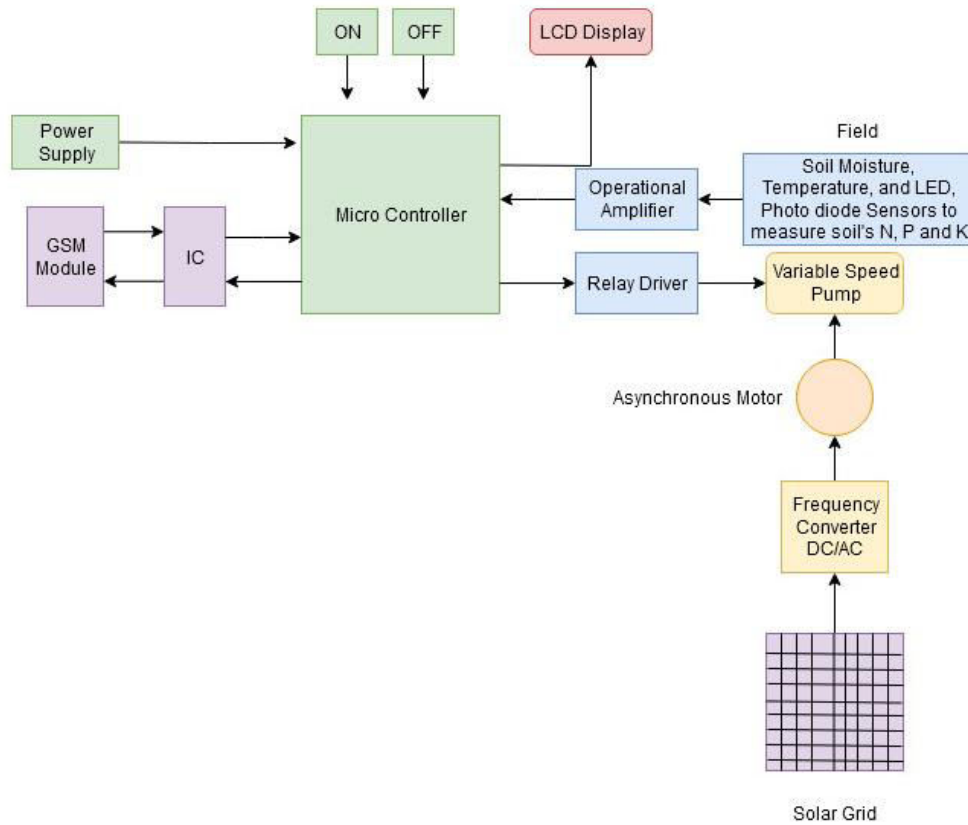 ON
OFF
LCD Display
Power
Supply
Field
Micro Controller
Operational
Amplifier
Soil Moisture,
Temperature, and LED,
Photo diode Sensors to
measure soil's N, P and K
GSM
Module
IC
Relay Driver
Variable Speed
Pump
Asynchronous Motor
Frequency
Converter
DC/AC
Solar Grid